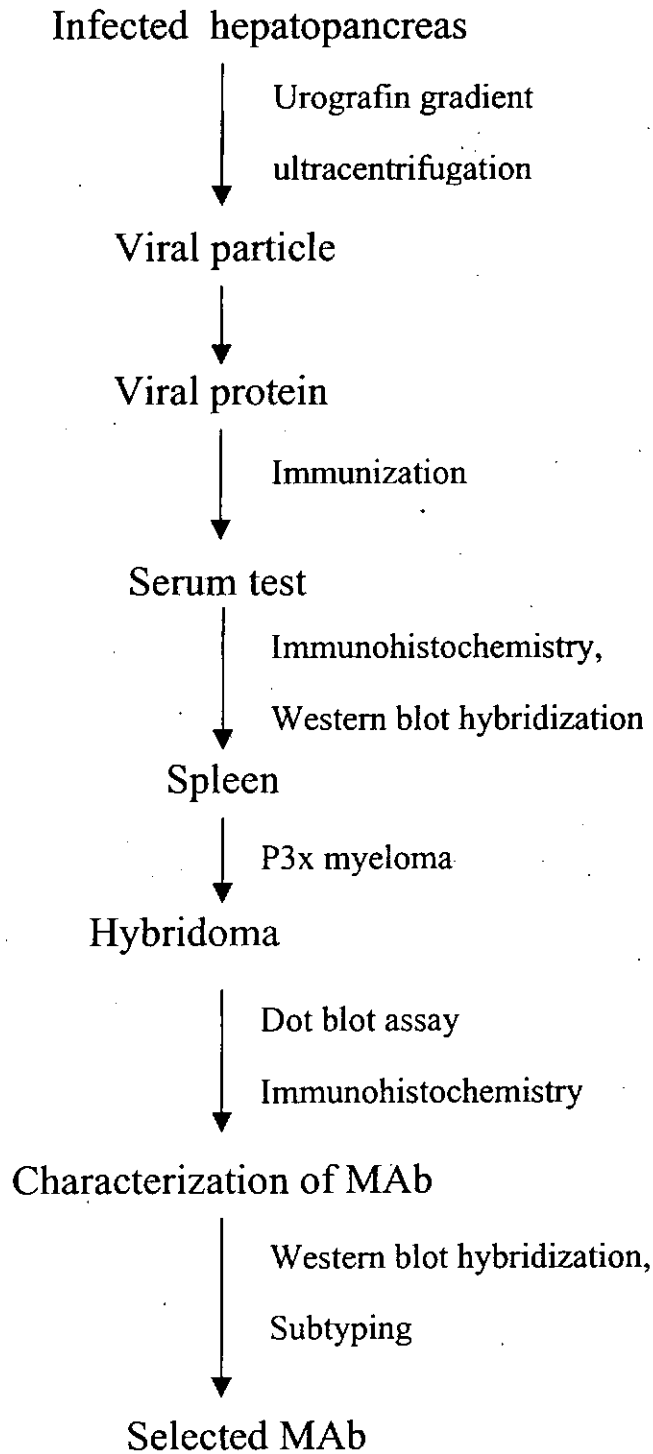 Infected hepatopancreas
Urografin gradient
ultracentrifugation
Viral particle
Viral protein
Immunization
Serum test
Immunohistochemistry,
Western blot hybridization
Spleen
P3x myeloma
Hybridoma
Dot blot assay
Immunohistochemistry
Characterization of MAb
Western blot hybridization,
Subtyping
Selected MAb